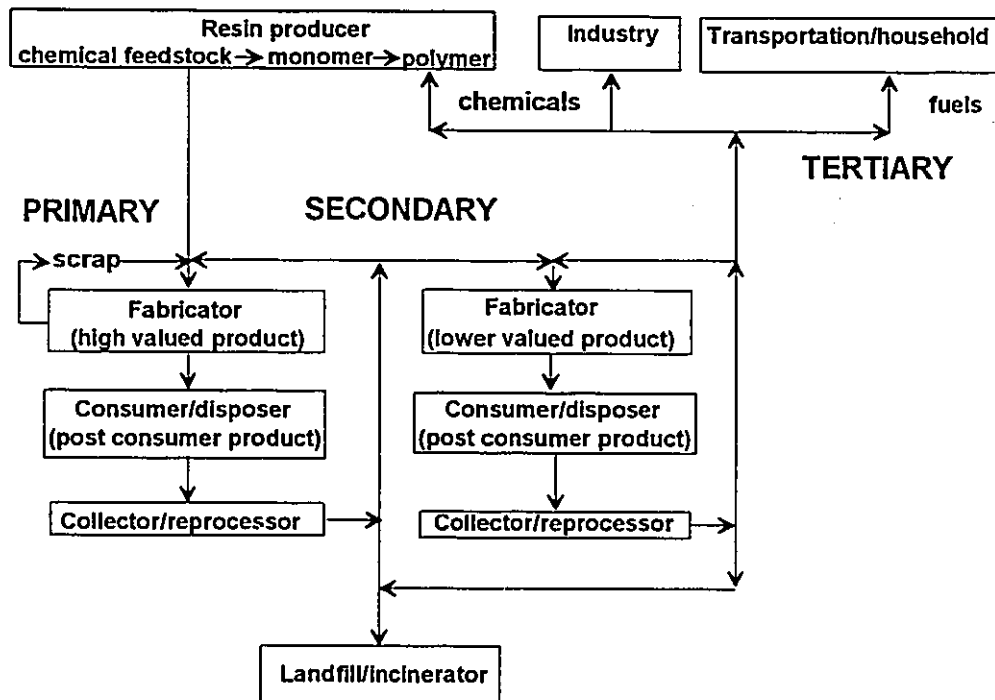 Resin producer
chemical feedstock→monomer→polymer
Industry
Transportation/household
chemicals
fuels
TERTIARY
PRIMARY
SECONDARY
scrap
Fabricator
(high valued product)
Fabricator
(lower valued product)
Consumer/disposer
(post consumer product)
Consumer/disposer
(post consumer product)
Collector/reprocessor
Collector/reprocessor
Landfill/incinerator